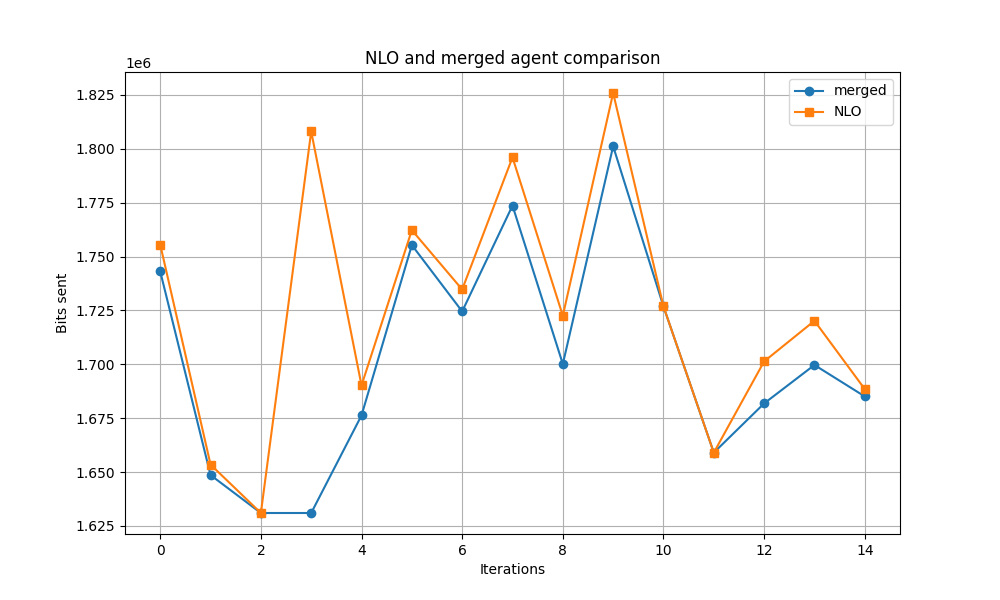 NLO and merged agent comparison
1e6
merged
NLO
1.825
1.800
1.775
1.750
1.725
1.700
1.675
1.650
1.625
Bits sent
0 2 4 6 8 10 12 14
Iterations